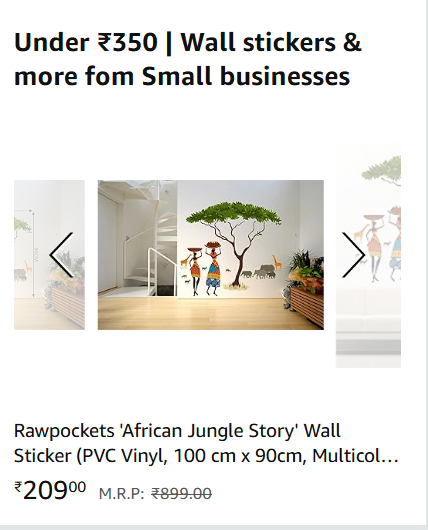 Under ₹350 | Wall stickers &
more fom Small businesses
Rawpockets 'African Jungle Story' Wall
Sticker (PVC Vinyl, 100 cm x 90cm, Multicol...
₹209⁰⁰ M.R.P: ₹899.00